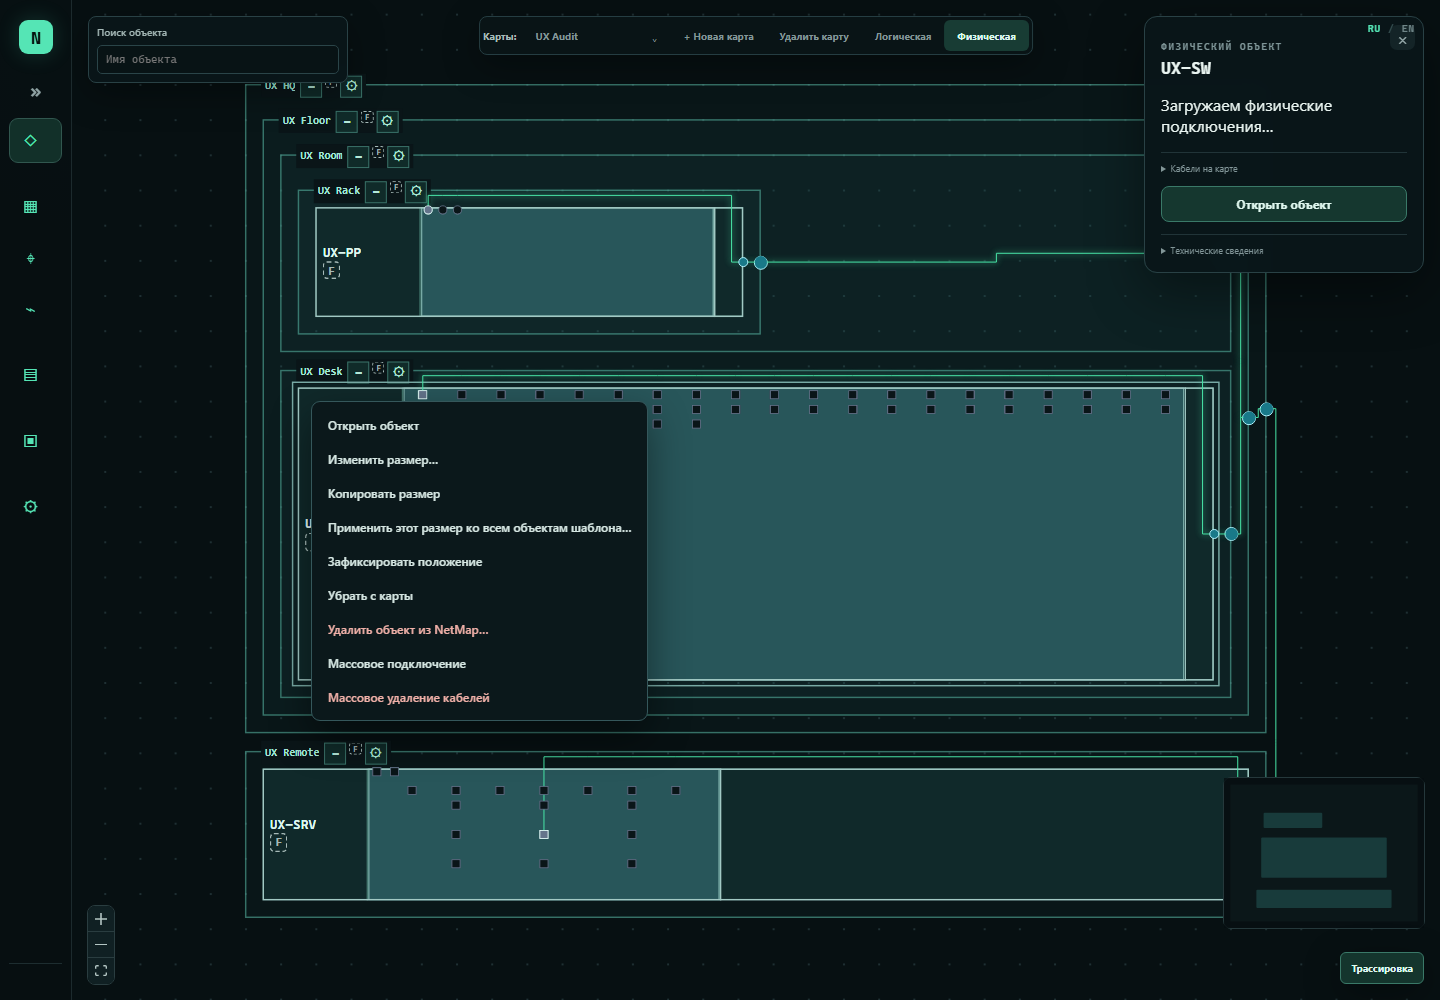 N
»
Поиск объекта
Имя объекта
Карты:
UX Audit
+ Новая карта
Удалить карту
Логическая
Физическая
RU / EN
ФИЗИЧЕСКИЙ ОБЪЕКТ
UX-SW
Загружаем физические
подключения...
Кабели на карте
Открыть объект
Технические сведения
UX HQ
UX Floor
F
UX Room
F
UX Rack
F
UX-PP
F
UX Desk
F
Открыть объект
Изменить размер...
Копировать размер
Применить этот размер ко всем объектам шаблона...
Зафиксировать положение
Убрать с карты
Удалить объект из NetMap...
Массовое подключение
Массовое удаление кабелей
UX Remote
F
UX-SRV
F
Трассировка